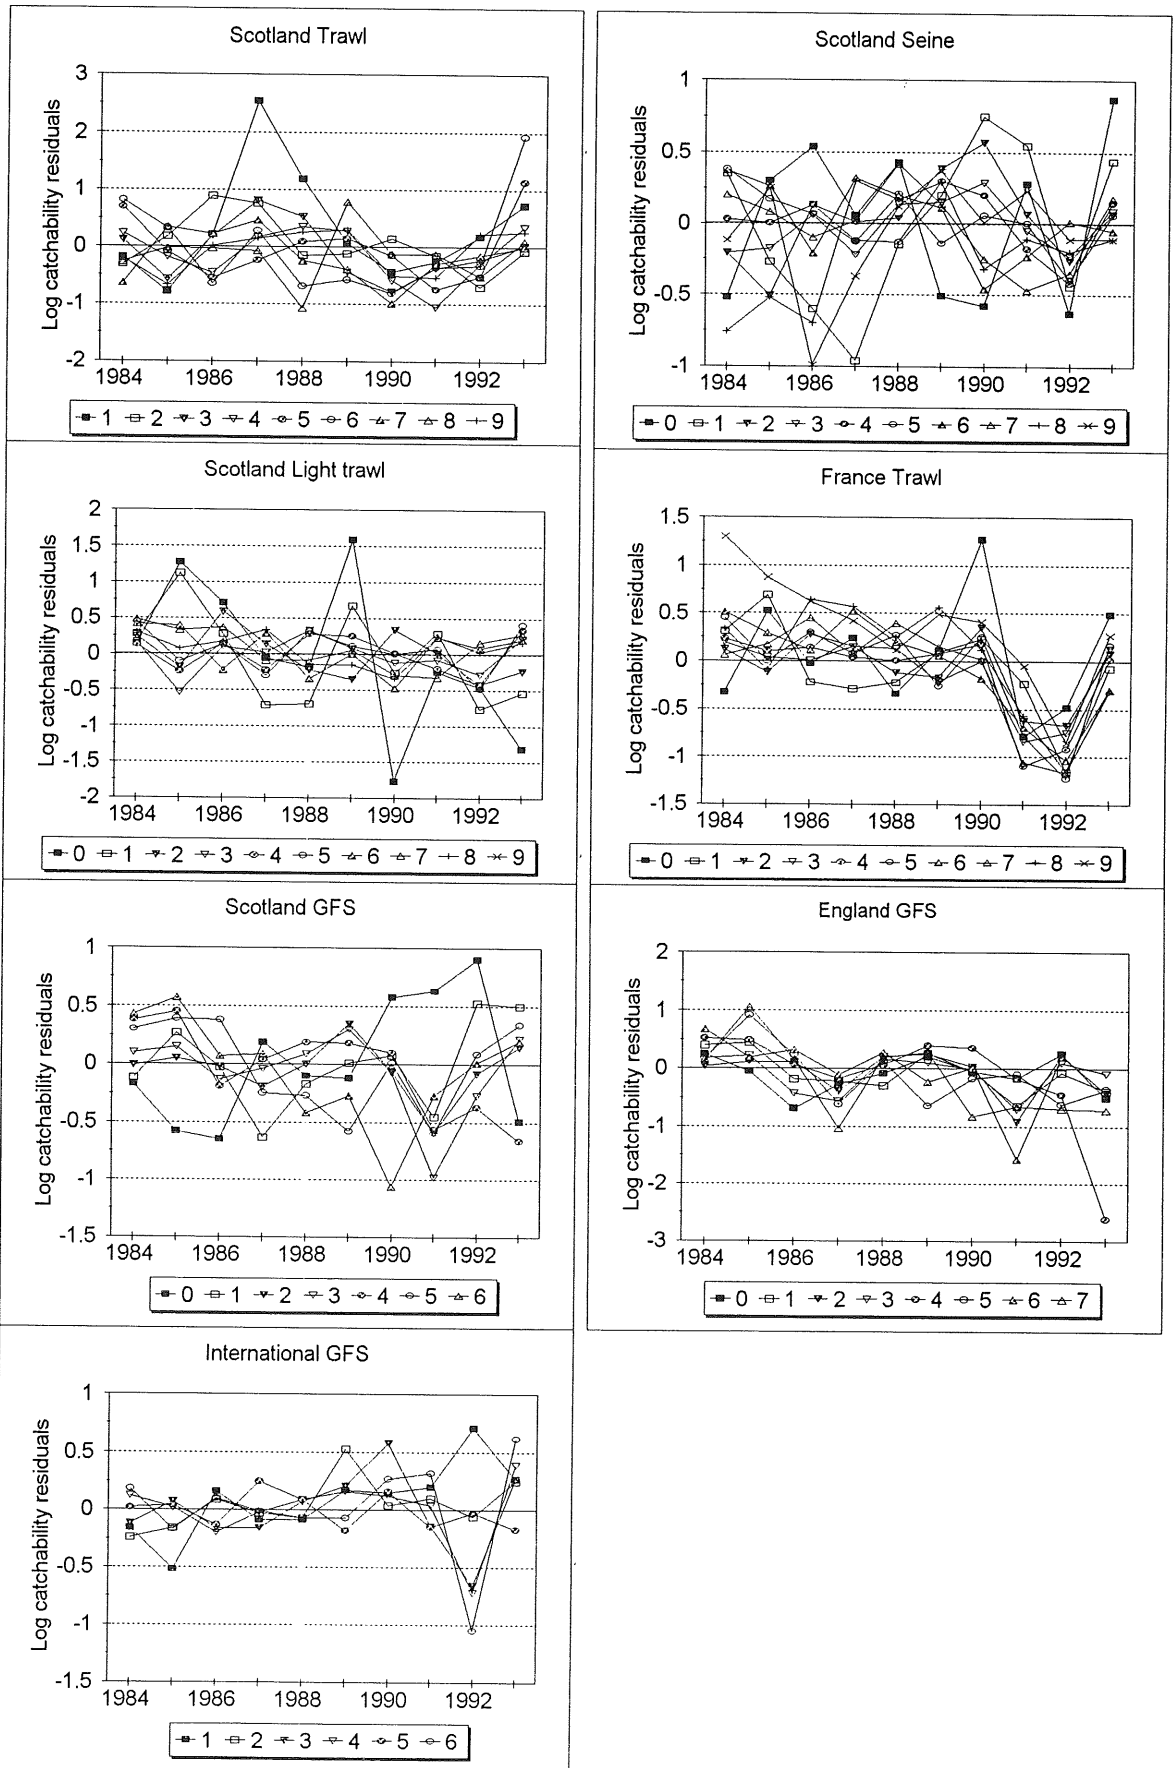 Scotland Trawl
Log catchability residuals
3
2
1
0
-1
-2
1984 1986 1988 1990 1992
1 2 3 4 5 6 7 8 9
Scotland Seine
Log catchability residuals
1
0.5
0
-0.5
-1
1984 1986 1988 1990 1992
0 1 2 3 4 5 6 7 8 9
Scotland Light trawl
Log catchability residuals
2
1.5
1
0.5
0
-0.5
-1
-1.5
-2
1984 1986 1988 1990 1992
0 1 2 3 4 5 6 7 8 9
France Trawl
Log catchability residuals
1.5
1
0.5
0
-0.5
-1
-1.5
1984 1986 1988 1990 1992
0 1 2 3 4 5 6 7 8 9
Scotland GFS
Log catchability residuals
1
0.5
0
-0.5
-1
-1.5
1984 1986 1988 1990 1992
0 1 2 3 4 5 6
England GFS
Log catchability residuals
2
1
0
-1
-2
-3
1984 1986 1988 1990 1992
0 1 2 3 4 5 6 7
International GFS
Log catchability residuals
1
0.5
0
-0.5
-1
-1.5
1984 1986 1988 1990 1992
1 2 3 4 5 6